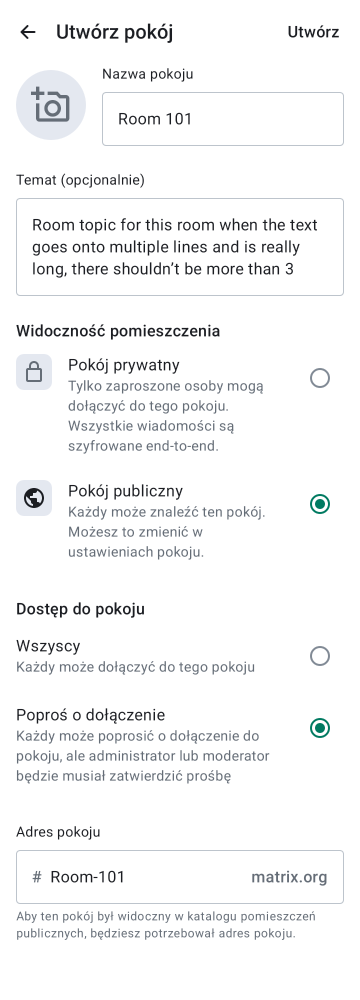 Utwórz pokój
Utwórz
Nazwa pokoju
Room 101
Temat (opcjonalnie)
Room topic for this room when the text
goes onto multiple lines and is really
long, there shouldn’t be more than 3
Widoczność pomieszczenia
Pokój prywatny
Tylko zaproszone osoby mogą
dołączyć do tego pokoju.
Wszystkie wiadomości są
szyfrowane end-to-end.
Pokój publiczny
Każdy może znaleźć ten pokój.
Możesz to zmienić w
ustawieniach pokoju.
Dostęp do pokoju
Wszyscy
Każdy może dołączyć do tego pokoju
Poproś o dołączenie
Każdy może poprosić o dołączenie do
pokoju, ale administrator lub moderator
będzie musiał zatwierdzić prośbę
Adres pokoju
# Room-101 matrix.org
Aby ten pokój był widoczny w katalogu pomieszczeń
publicznych, będziesz potrzebował adres pokoju.